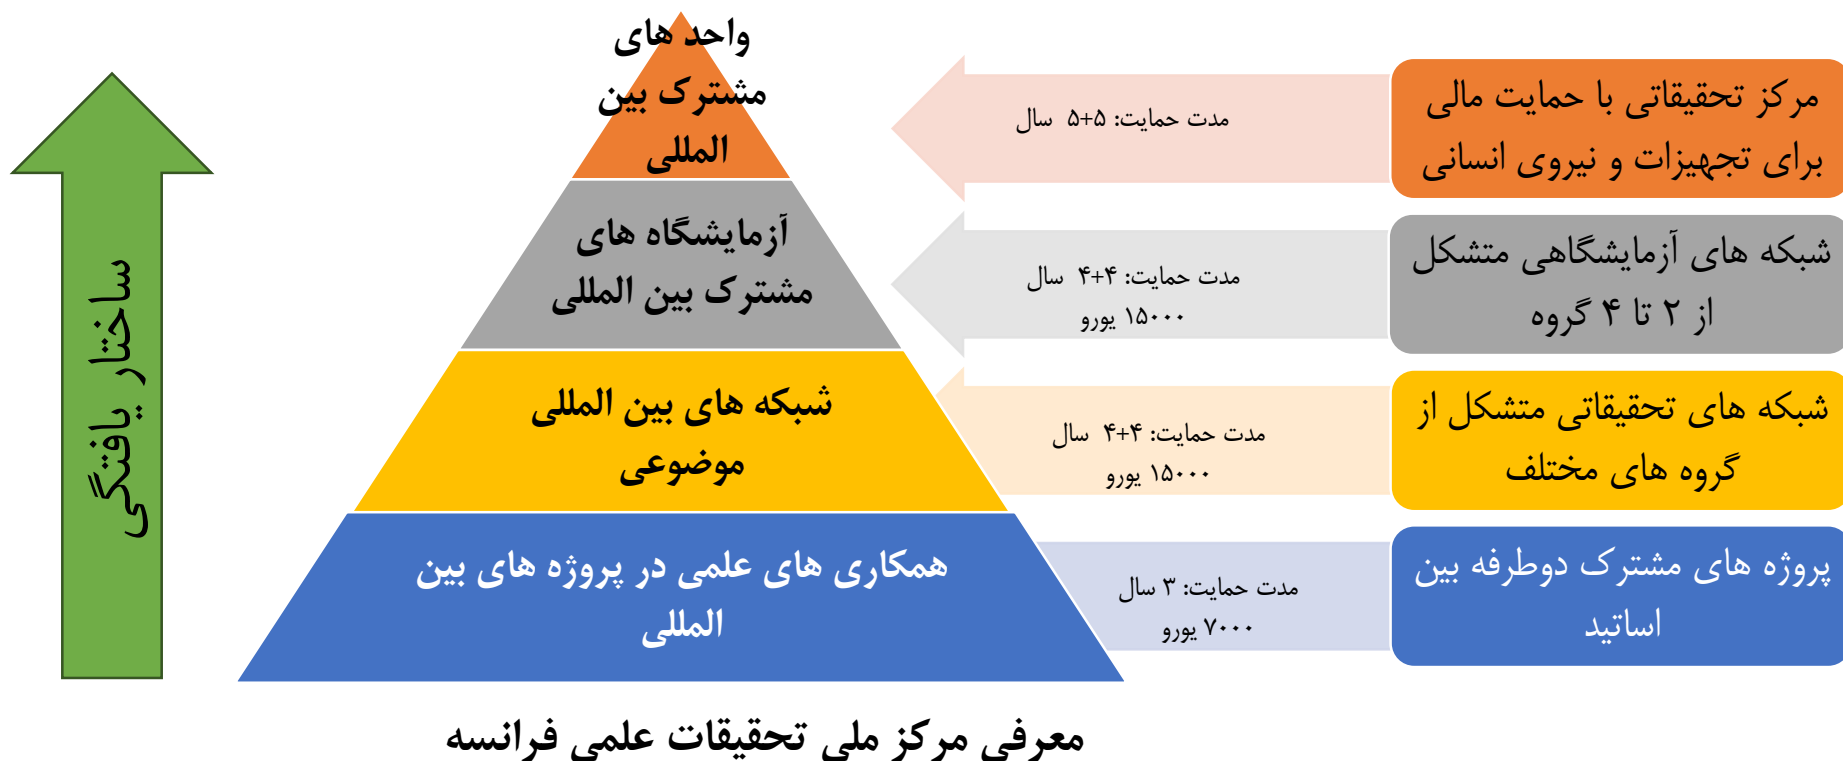 واحد های
مشترک بین
المللی
مدت حمایت: ۵+۵ سال
مرکز تحقیقاتی با حمایت مالی
برای تجهیزات و نیروی انسانی
آزمایشگاه های
مشترک بین المللی
مدت حمایت: ۴+۴ سال
۱۵۰۰۰ یورو
شبکه های آزمایشگاهی متشکل
از ۲ تا ۴ گروه
شبکه های بین المللی
موضوعی
مدت حمایت: ۴+۴ سال
۱۵۰۰۰ یورو
شبکه های تحقیقاتی متشکل از
گروه های مختلف
همکاری های علمی در پروژه های بین
المللی
مدت حمایت: ۳ سال
۷۰۰۰ یورو
پروژه های مشترک دوطرفه بین
اساتید
ساختار یافتگی
معرفی مرکز ملی تحقیقات علمی فرانسه